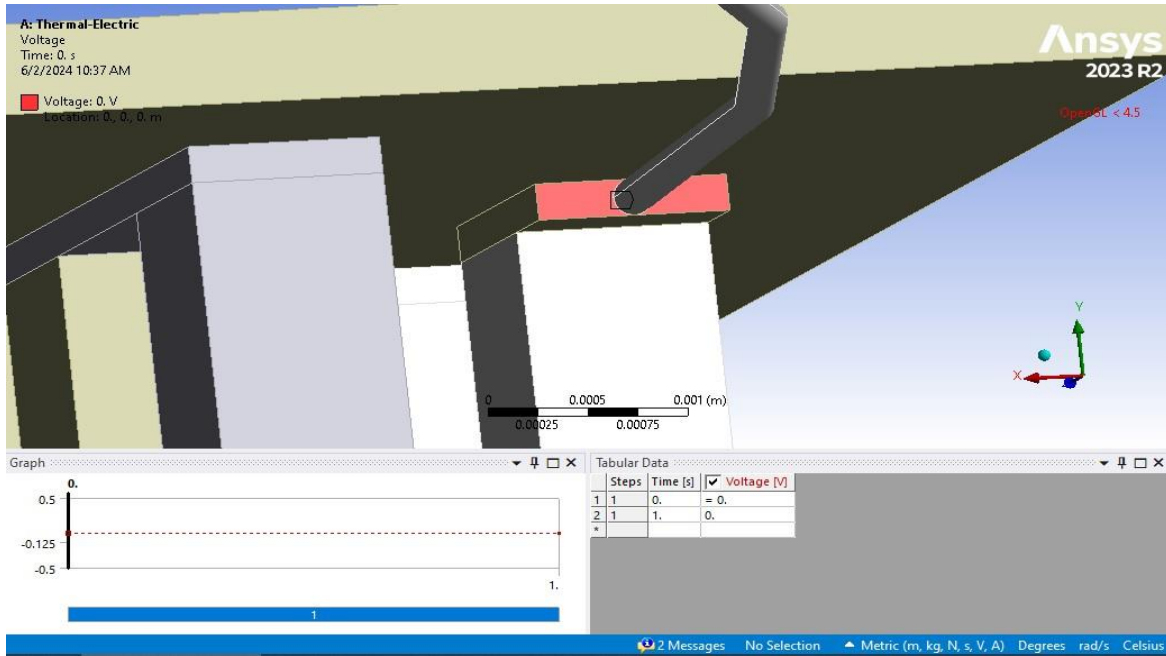 A: Thermal-Electric
Voltage
Time: 0. s
6/2/2024 10:37 AM
Voltage: 0. V
Location: 0., 0., 0. m
Ansys
2023 R2
OpenGL < 4.5
Y
X
0 0.0005 0.001 (m)
0.00025 0.00075
Graph
0.
0.5
-0.125
-0.5
1.
1
Tabular Data
Steps Time [s] Voltage [V]
1 1 0. = 0.
2 1 1. 0.
*
2 Messages No Selection Metric (m, kg, N, s, V, A) Degrees rad/s Celsius